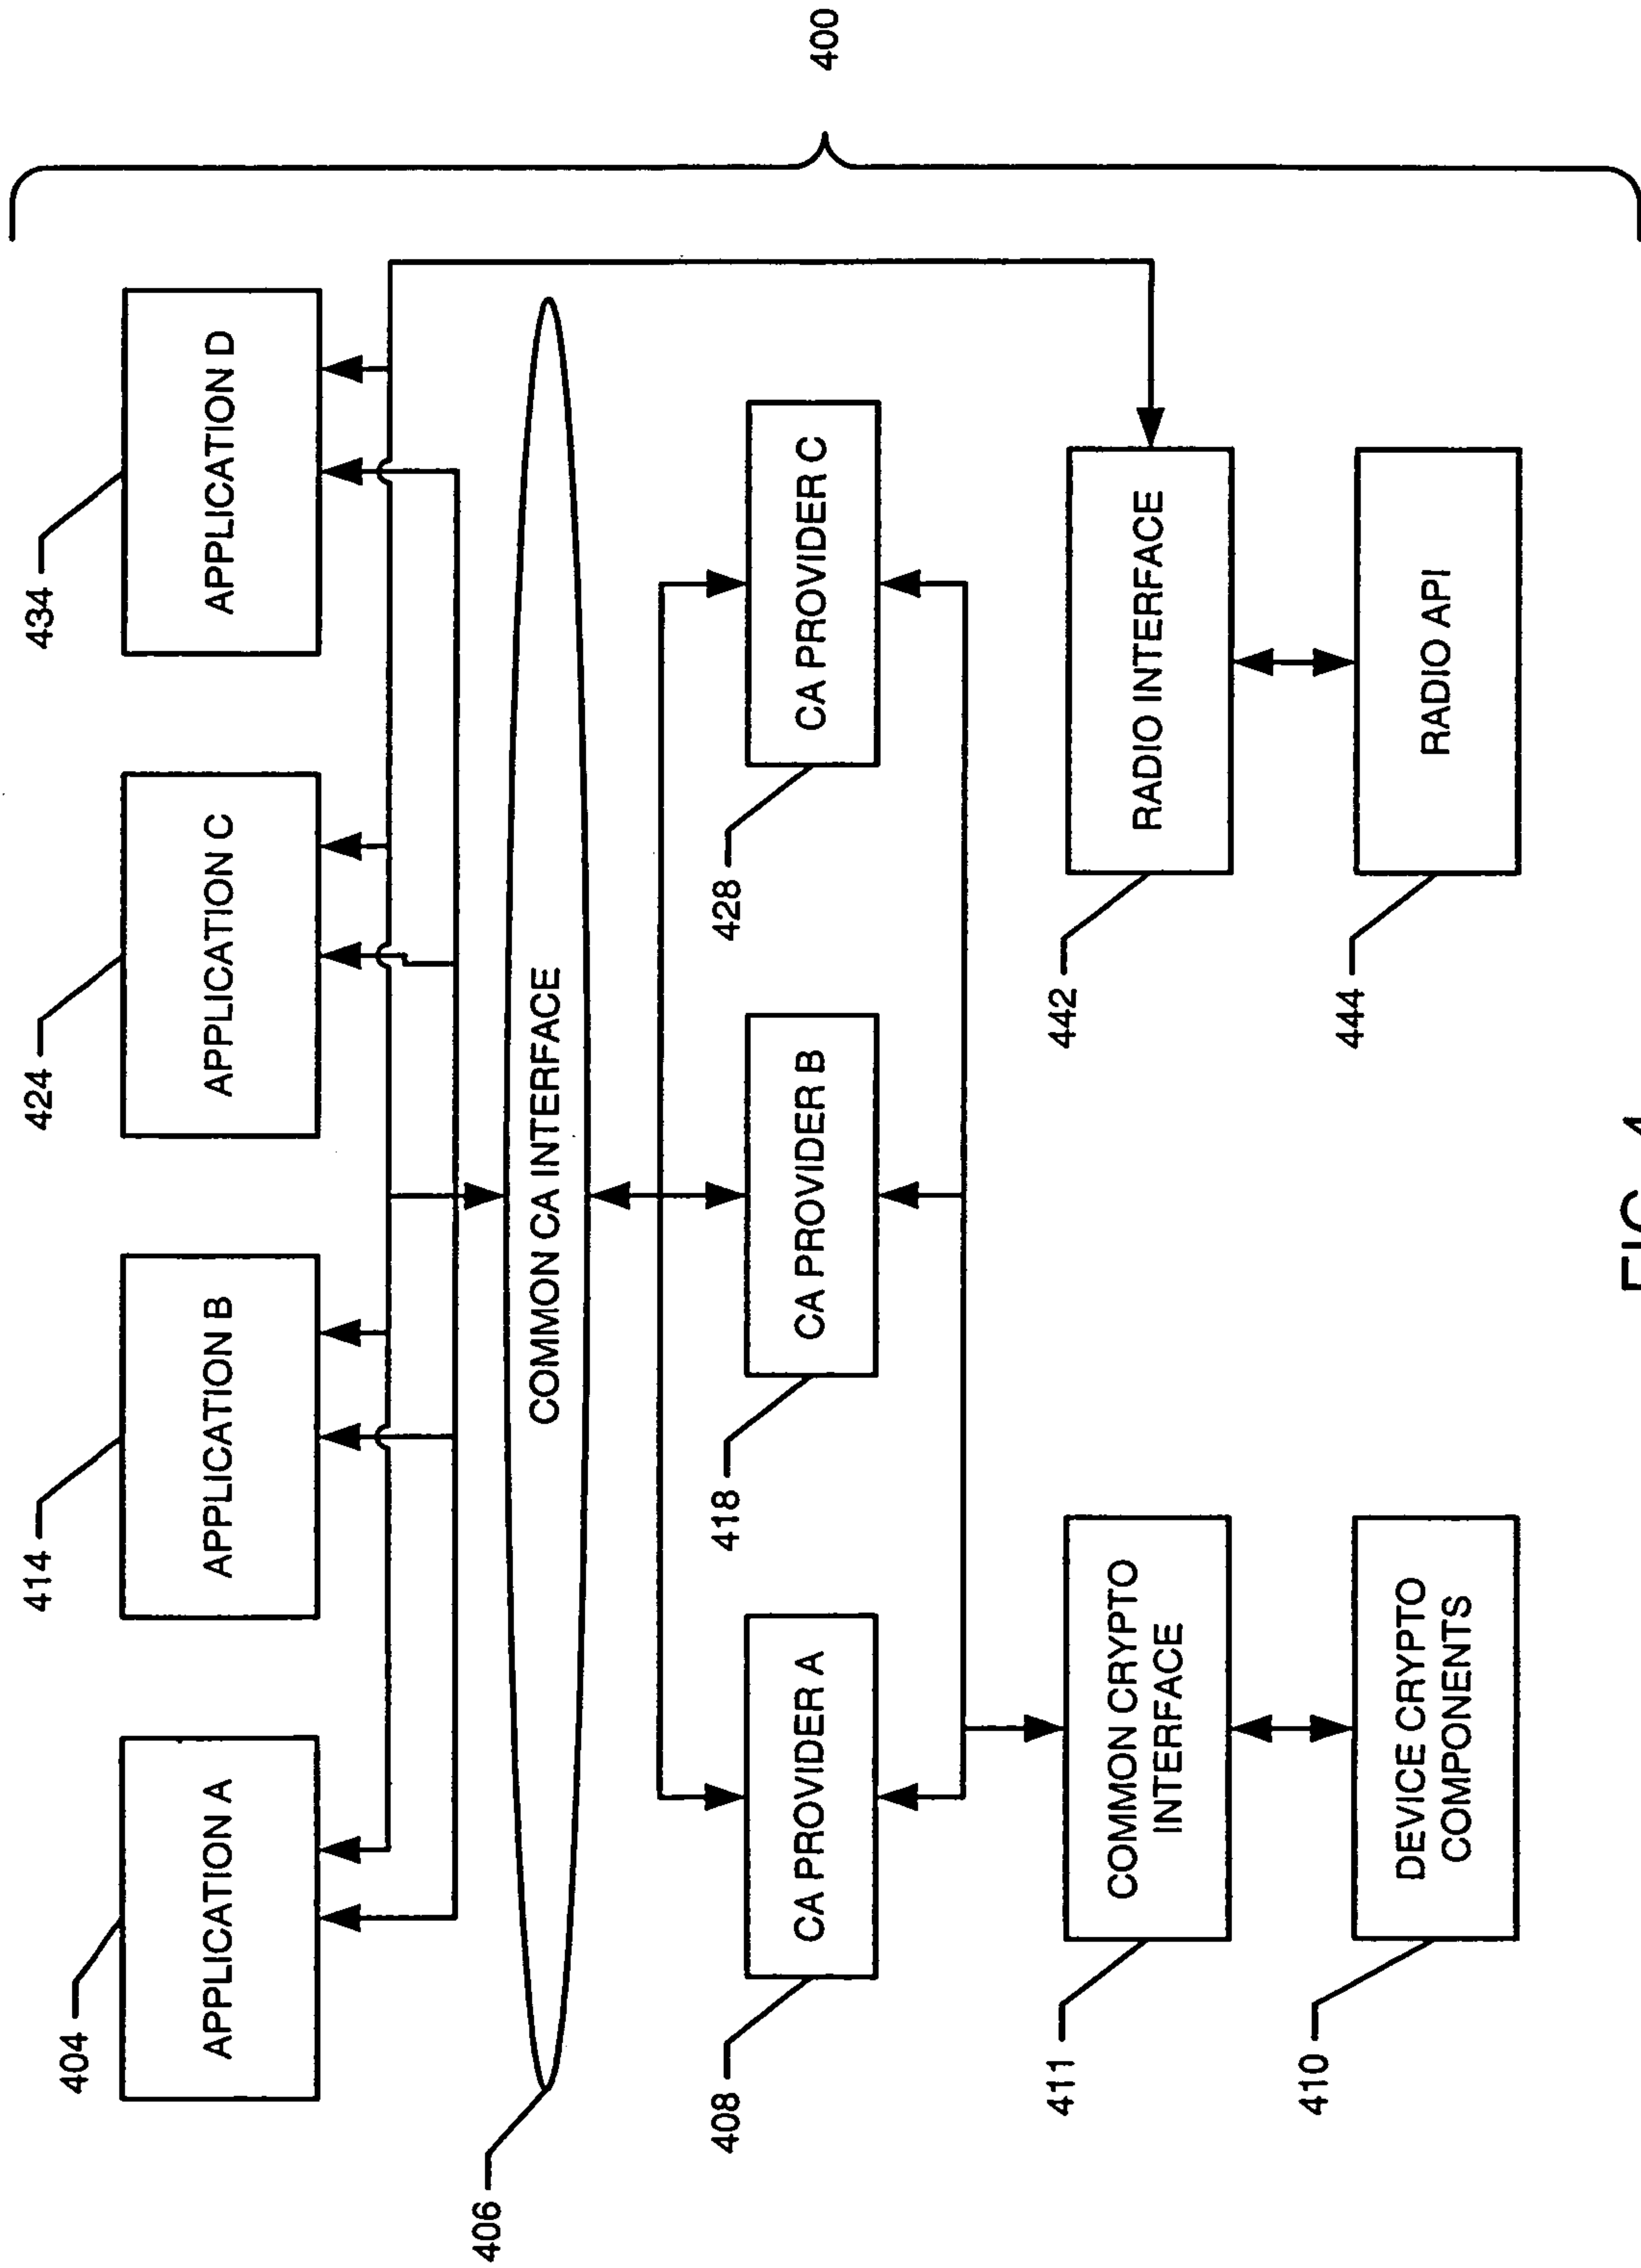 400
434
424
414
404
APPLICATION A
APPLICATION B
APPLICATION C
APPLICATION D
406
COMMON CA INTERFACE
408
418
428
CA PROVIDER A
CA PROVIDER B
CA PROVIDER C
411
COMMON CRYPTO
INTERFACE
442
RADIO INTERFACE
410
DEVICE CRYPTO
COMPONENTS
444
RADIO API